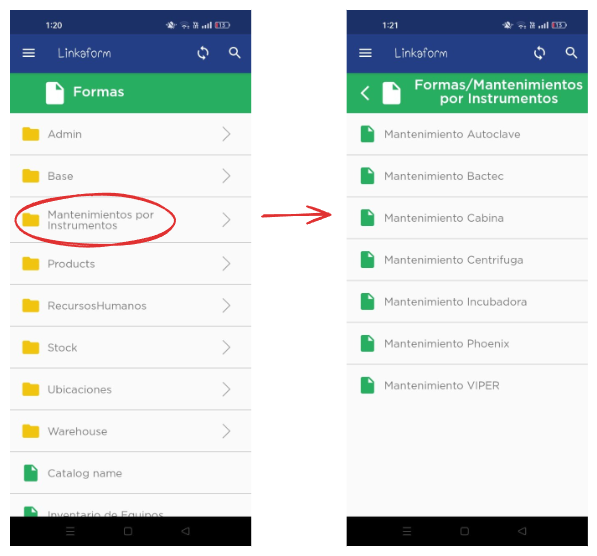 1:20
Linkaform
Formas
Admin
Base
Mantenimientos por
Instrumentos
Products
RecursosHumanos
Stock
Ubicaciones
Warehouse
Catalog name
Inventario de Equipos
1:21
Linkaform
Formas/Mantenimientos
por Instrumentos
Mantenimiento Autoclave
Mantenimiento Bactec
Mantenimiento Cabina
Mantenimiento Centrifuga
Mantenimiento Incubadora
Mantenimiento Phoenix
Mantenimiento VIPER